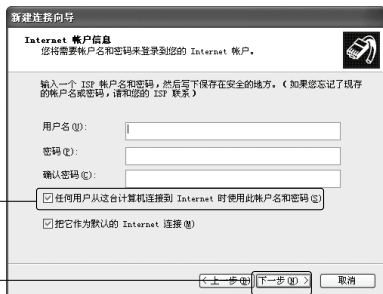 新建连接向导
Internet 帐户信息
您将需要帐户名和密码来登录到您的 Internet 帐户。
输入一个 ISP 帐户名和密码，然后写下保存在安全的地方。（如果您忘记了现存
的帐户名或密码，请和您的 ISP 联系）
用户名(U):
密码(P):
确认密码(C):
任何用户从这台计算机连接到 Internet 时使用此帐户名和密码(S)
把它作为默认的 Internet 连接(M)
<上一步(B) 下一步(N)> 取消